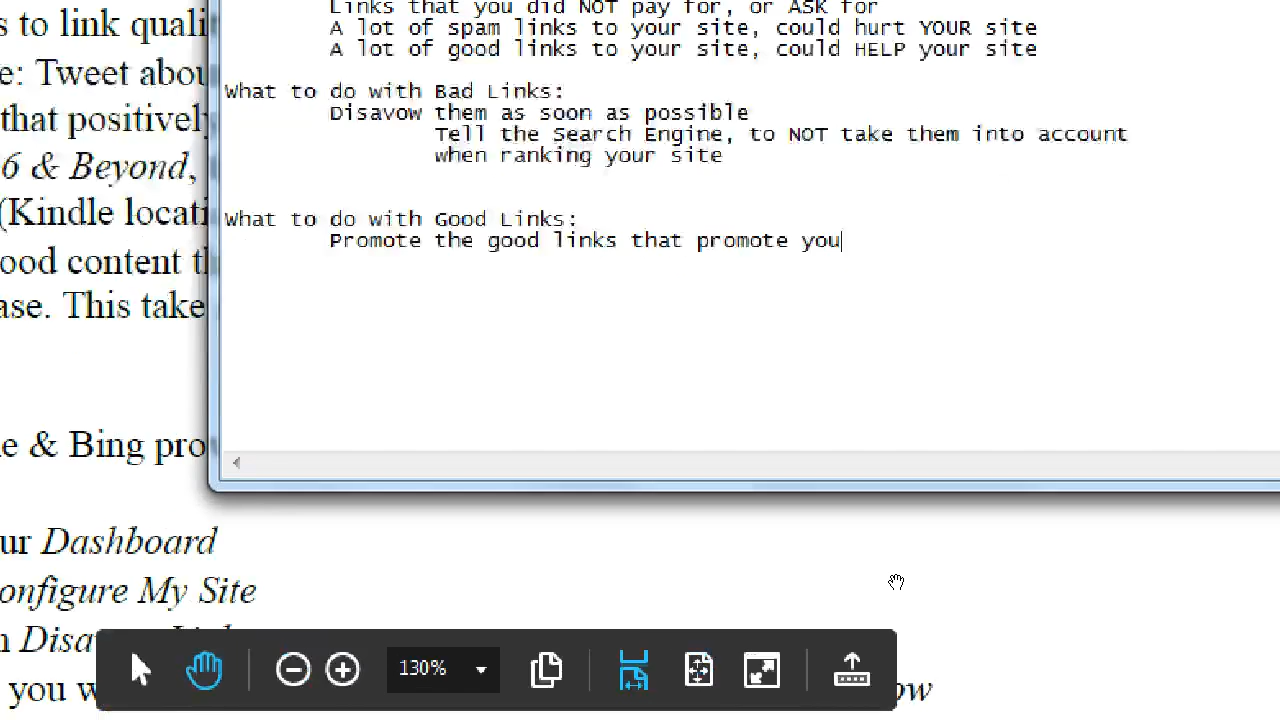 Links that you did NOT pay for, or ASK for
A lot of spam links to your site, could hurt YOUR site
A lot of good links to your site, could HELP your site
What to do with Bad Links:
Disavow them as soon as possible
Tell the Search Engine, to NOT take them into account
when ranking your site
What to do with Good Links:
Promote the good links that promote you
s to link quali
e: Tweet abou
that positively
6 & Beyond,
(Kindle locati
ood content th
ase. This take
e & Bing pro
ur Dashboard
onfigure My Site
n Disa
you w ow
130%